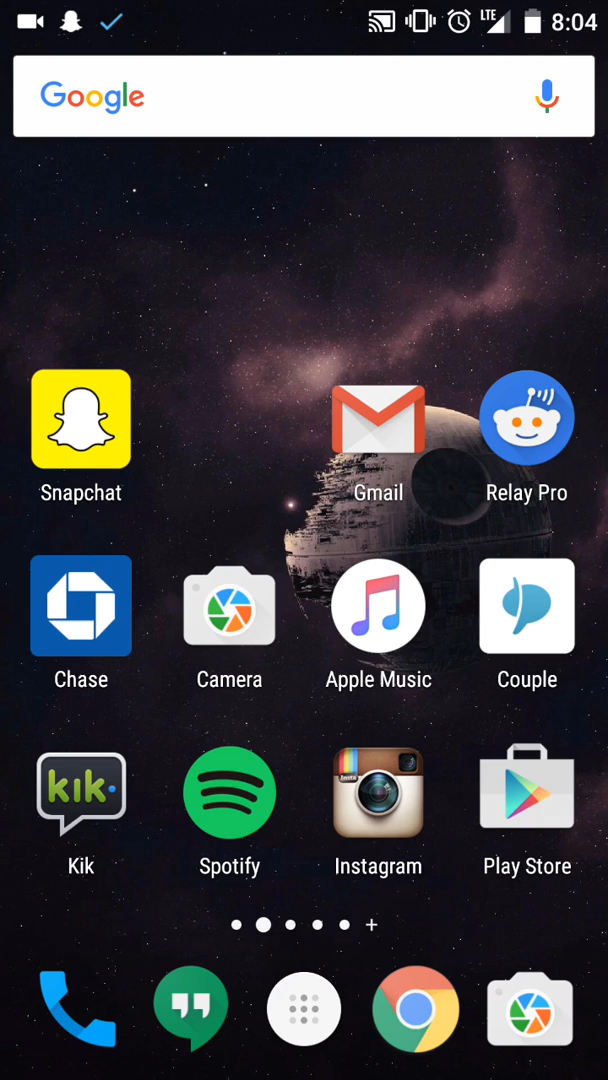 LTE 8:04
Google
Snapchat
Gmail
Relay Pro
Chase
Camera
Apple Music
Couple
kik
Insta
Kik
Spotify
Instagram
Play Store